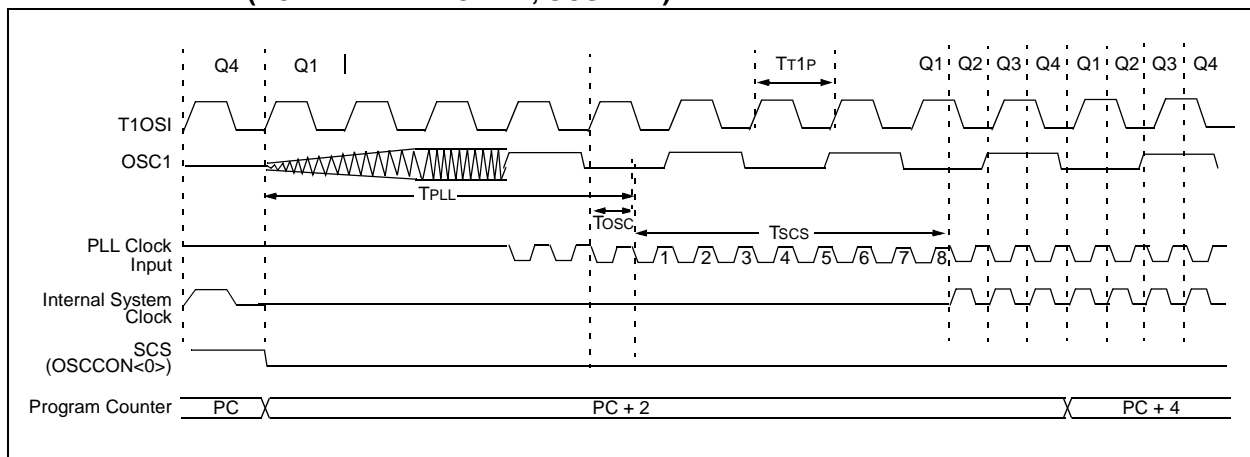 Q4 Q1 TT1P Q1 Q2 Q3 Q4 Q1 Q2 Q3 Q4
T1OSI
OSC1
TPLL
TOSC
TSCS
PLL Clock
Input
1 2 3 4 5 6 7 8
Internal System
Clock
SCS
(OSCCON<0>)
Program Counter PC PC + 2 PC + 4